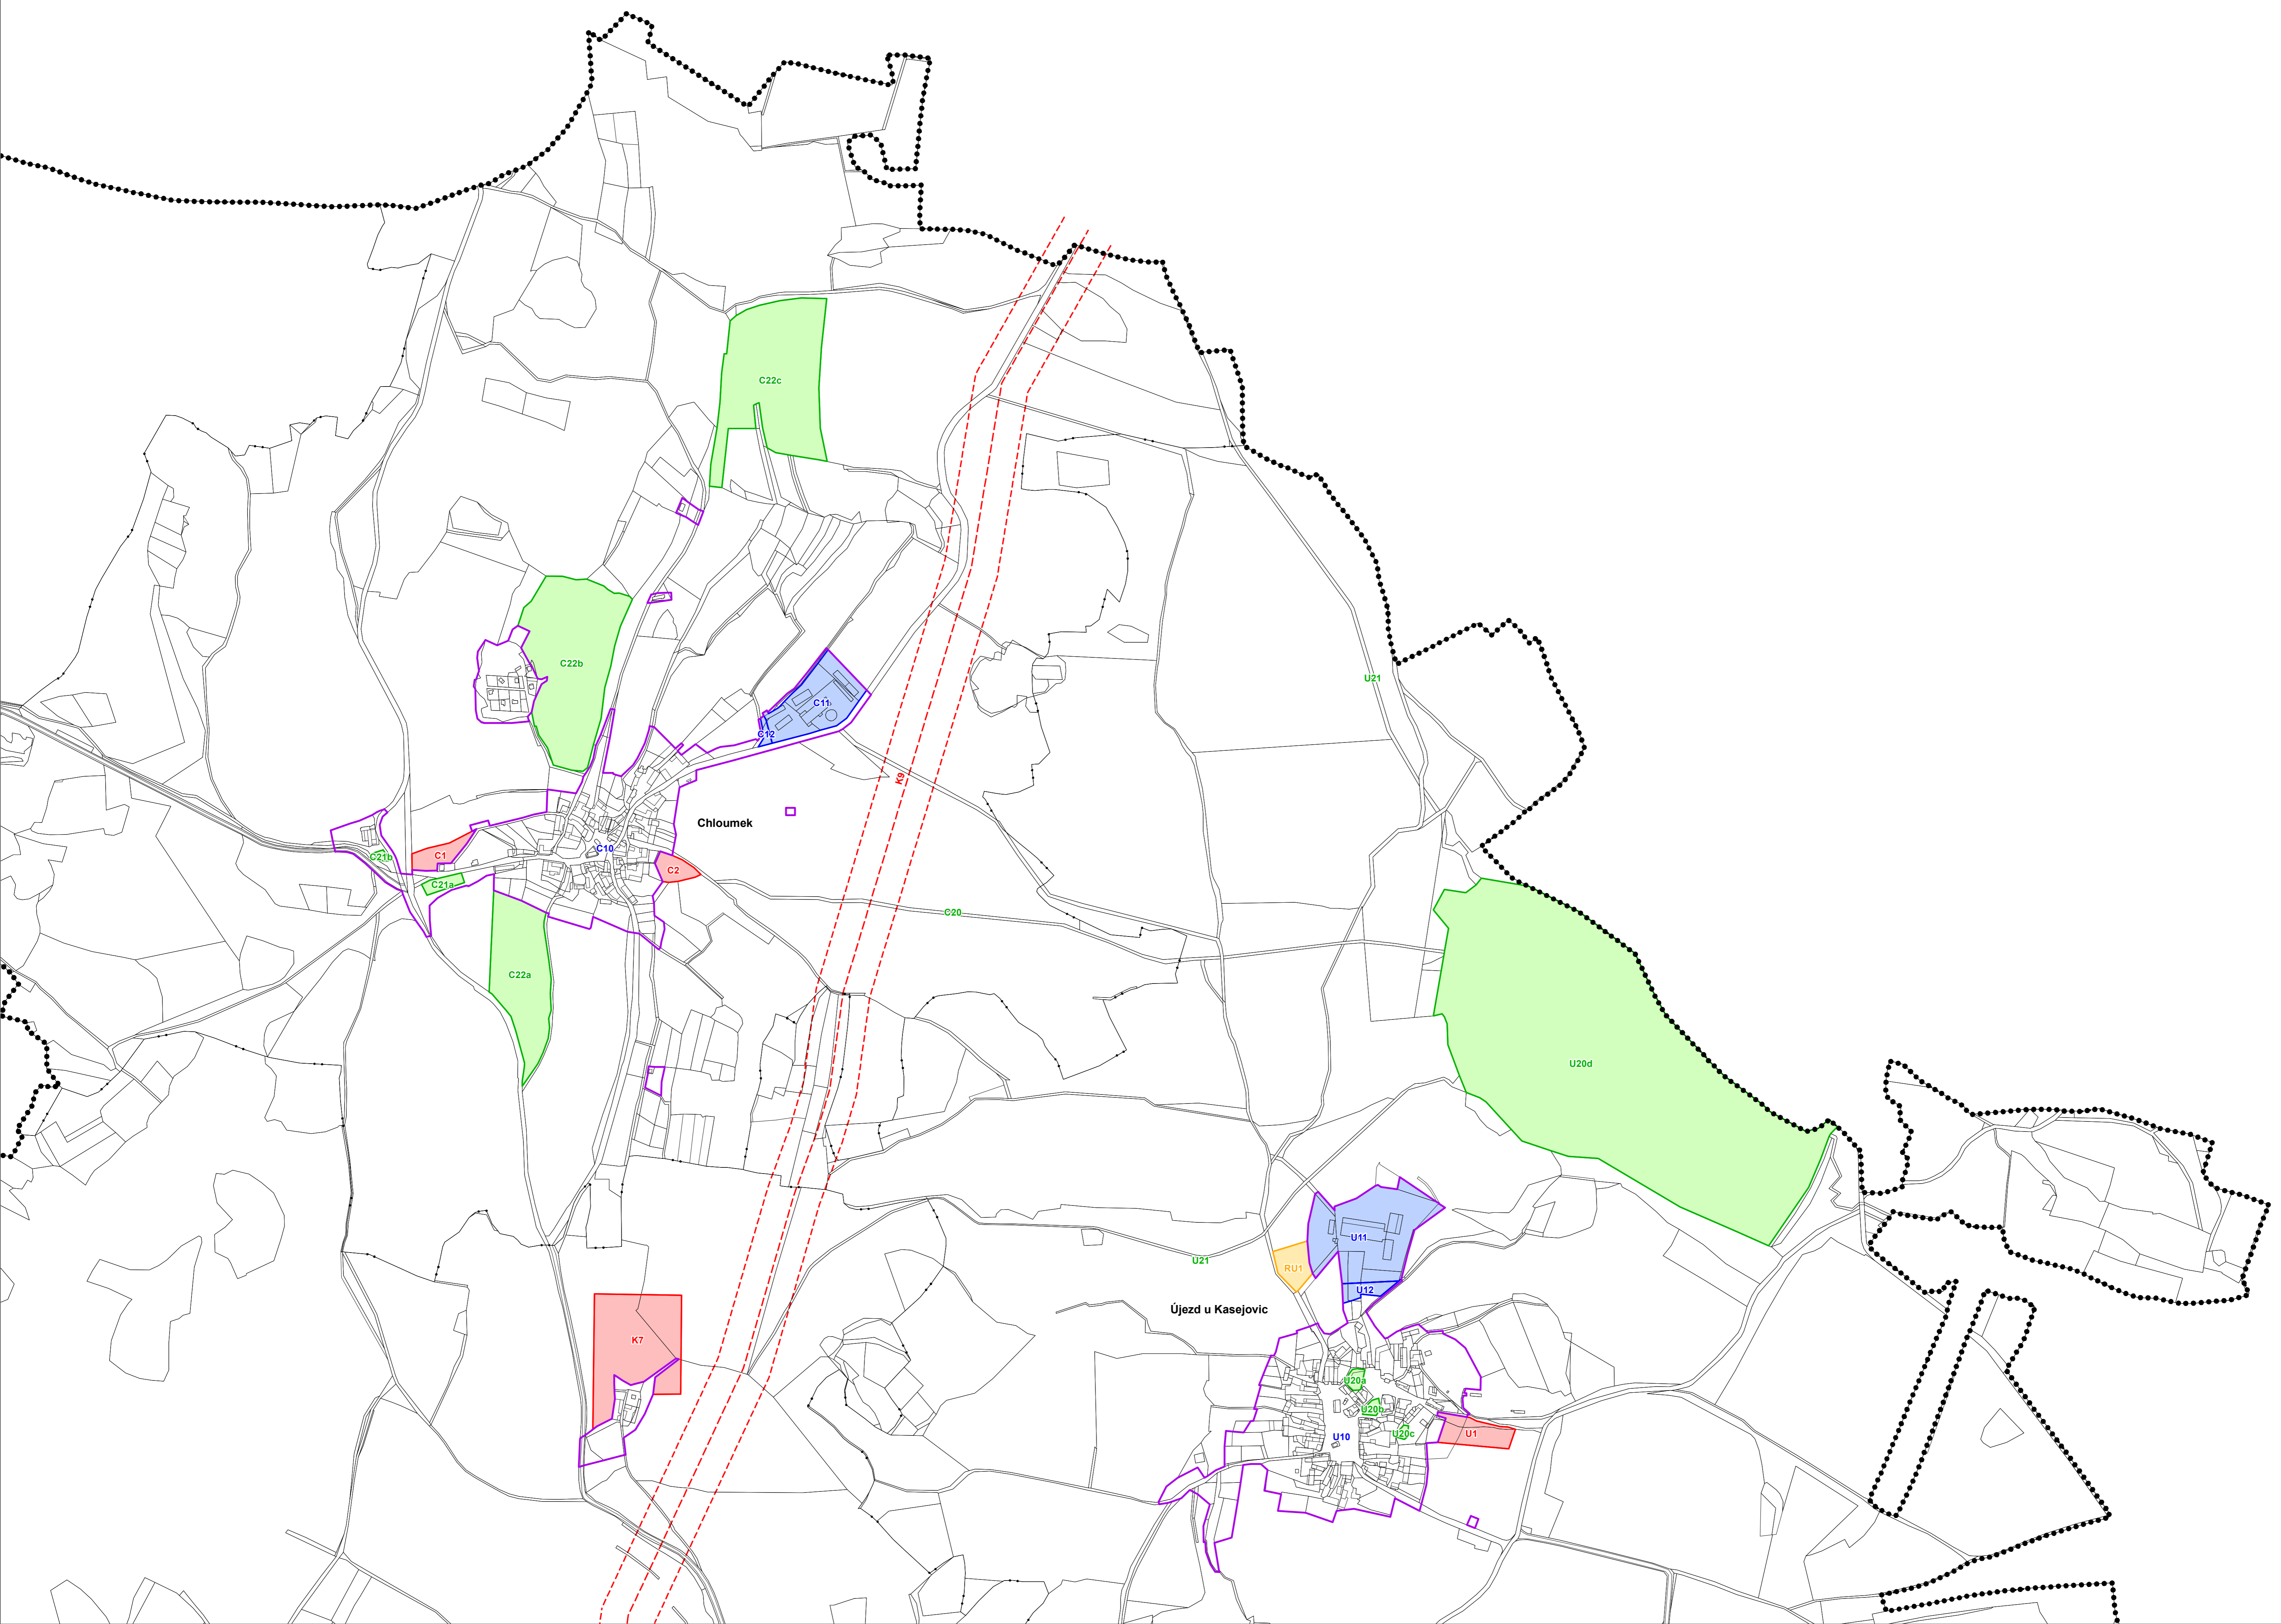 C22c
C22b
U21
C11
C12
K9
Chloumek
C10
C1
C21b
C2
C21a
C20
C22a
U20d
U11
U21
RU1
U12
Újezd u Kasejovic
K7
U20a
U20b
U20c
U10
U1